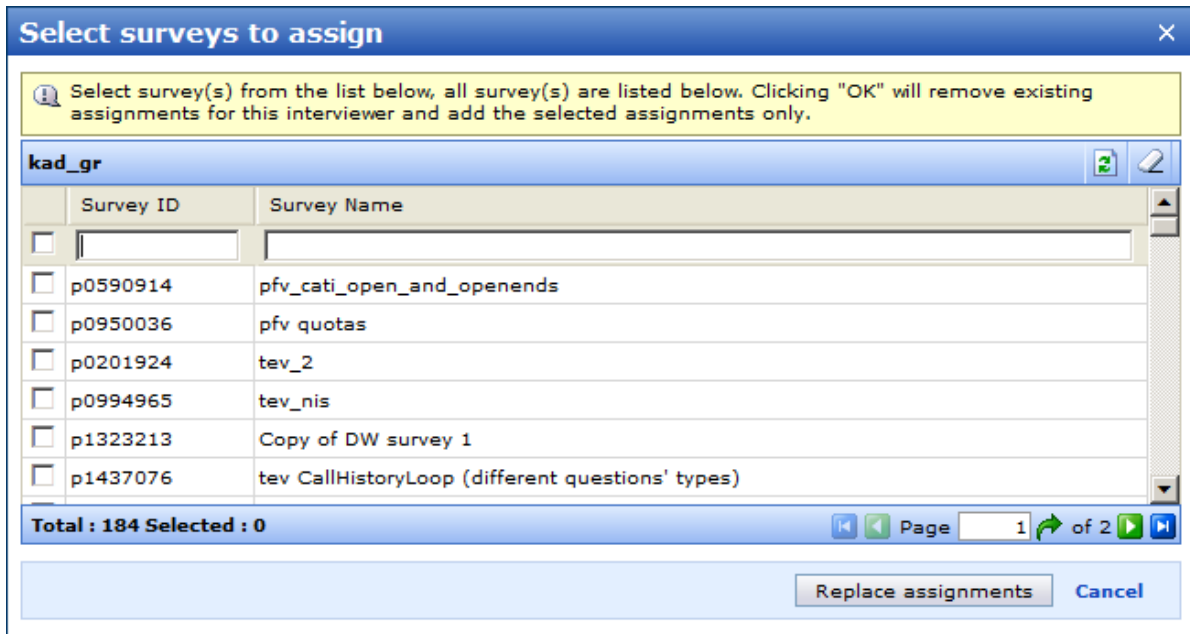 Select surveys to assign
Select survey(s) from the list below, all survey(s) are listed below. Clicking "OK" will remove existing
assignments for this interviewer and add the selected assignments only.
kad_gr
Survey ID Survey Name
p0590914 pfv_cati_open_and_openends
p0950036 pfv quotas
p0201924 tev_2
p0994965 tev_nis
p1323213 Copy of DW survey 1
p1437076 tev CallHistoryLoop (different questions' types)
Total : 184 Selected : 0 Page 1 of 2
Replace assignments Cancel